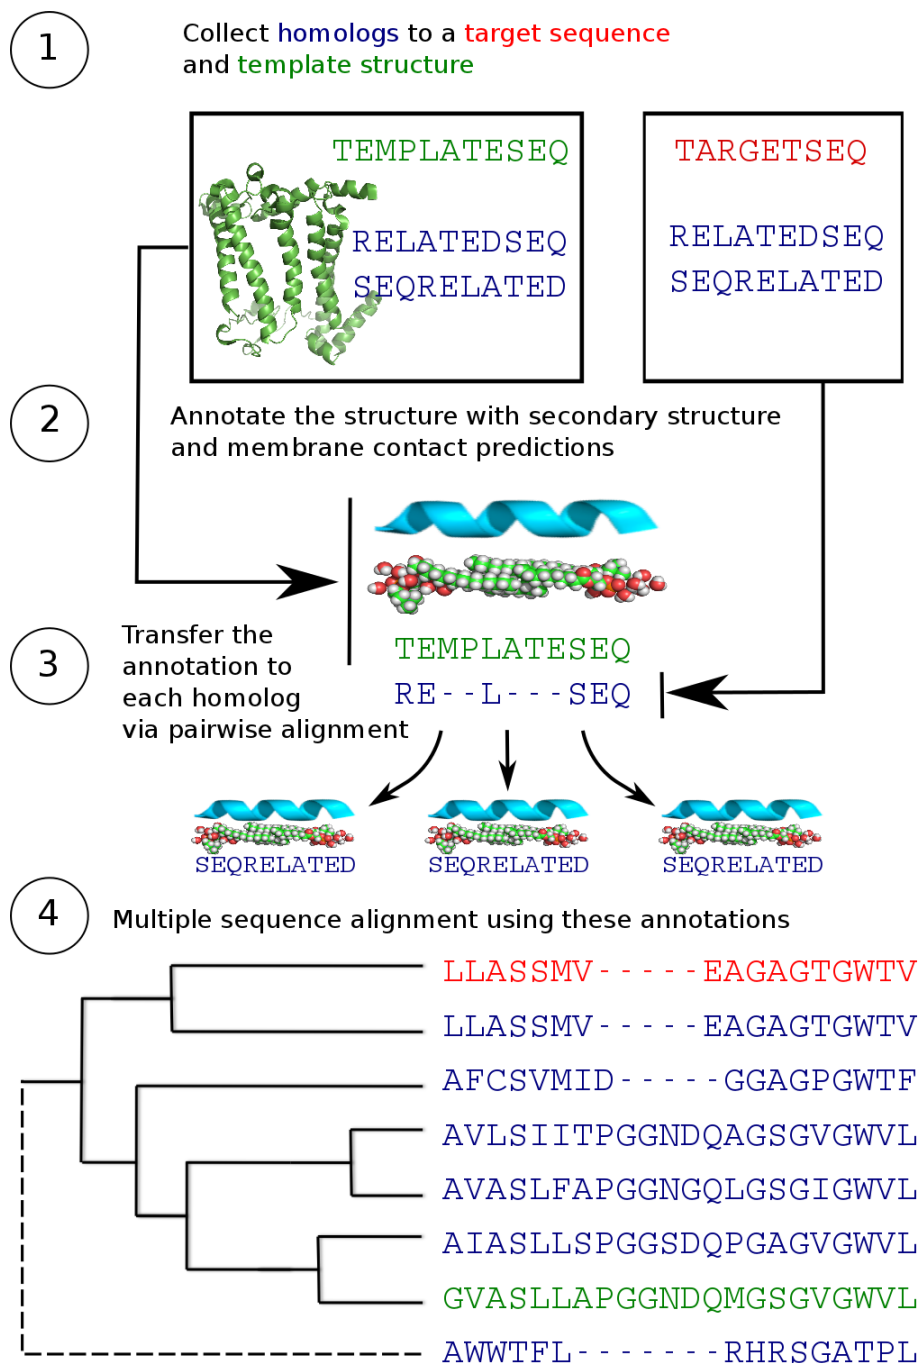 1
Collect homologs to a target sequence
and template structure
TEMPLATESEQ
RELATEDSEQ
SEQRELATED
TARGETSEQ
RELATEDSEQ
SEQRELATED
2
Annotate the structure with secondary structure
and membrane contact predictions
3
Transfer the
annotation to
each homolog
via pairwise alignment
TEMPLATESEQ
RE--L---SEQ
SEQRELATED
SEQRELATED
SEQRELATED
4
Multiple sequence alignment using these annotations
LLASSMV-----EAGAGTGWTV
LLASSMV-----EAGAGTGWTV
AFCSVMID-----GGAGPGWTF
AVLSIITPGGNDQAGSGVGWVL
AVASLFAPGGNGQLGSGIGWVL
AIASLLSPGGSDQPGAGVGWVL
GVASLLAPGGNDQMGSGVGWVL
AWWTFL-------RHRSGATPL